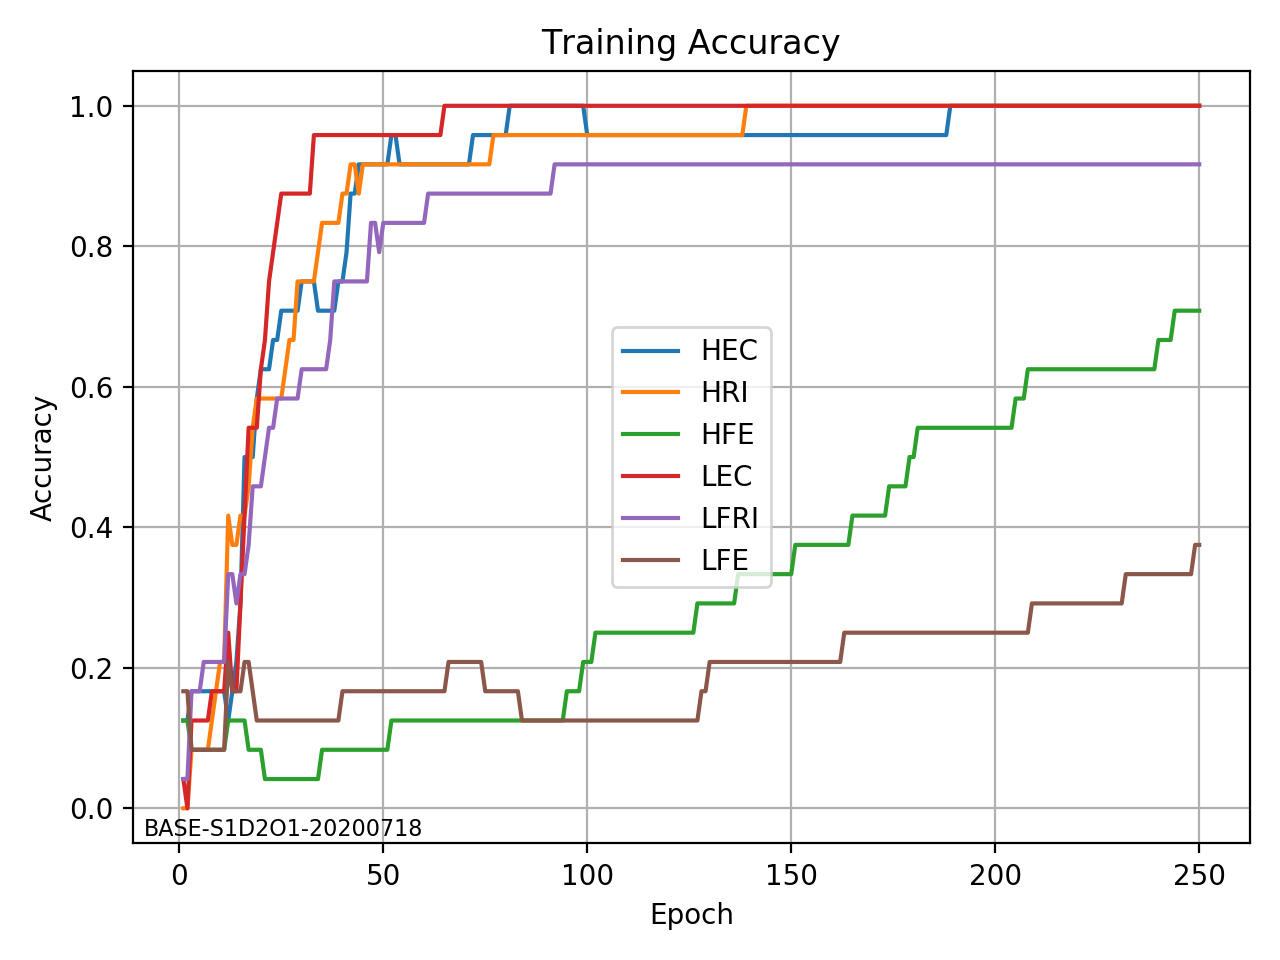 Training Accuracy
1.0
0.8
0.6
0.4
0.2
0.0
Accuracy
HEC
HRI
HFE
LEC
LFRI
LFE
BASE-S1D2O1-20200718
0 50 100 150 200 250
Epoch